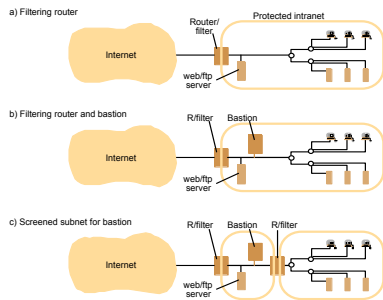 a) Filtering router
Router/
filter
Protected intranet
Internet
web/ftp
server
b) Filtering router and bastion
R/filter
Bastion
Internet
web/ftp
server
c) Screened subnet for bastion
R/filter
Bastion
R/filter
Internet
web/ftp
server